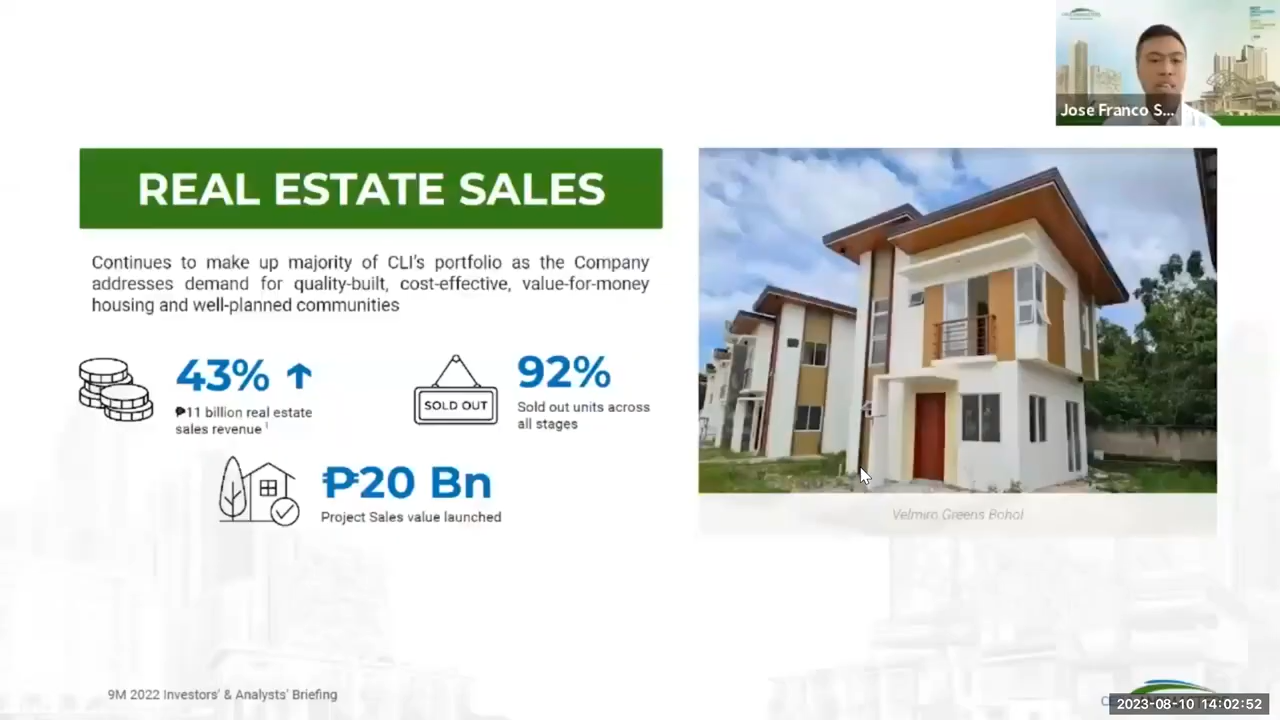 Jose Franco S...
REAL ESTATE SALES
Continues to make up majority of CLI's portfolio as the Company
addresses demand for quality-built, cost-effective, value-for-money
housing and well-planned communities
43%
₱11 billion real estate
sales revenue
SOLD OUT
92%
Sold out units across
all stages
₱20 Bn
Project Sales value launched
Velmiro Greens Bohol
9M 2022 Investors' & Analysts' Briefing
2023-08-10 14:02:52